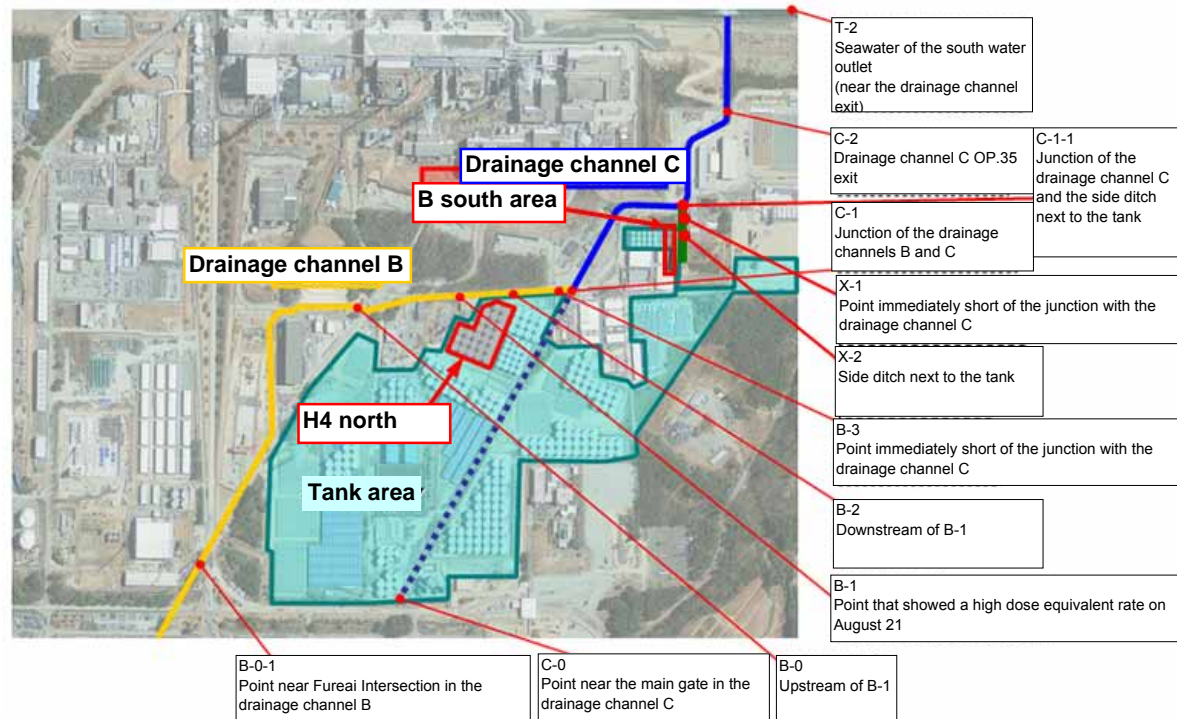 T-2
Seawater of the south water
outlet
(near the drainage channel
exit)
C-2
Drainage channel C OP.35
exit
C-1-1
Junction of the
drainage channel C
and the side ditch
next to the tank
C-1
Junction of the drainage
channels B and C
X-1
Point immediately short of the junction with the
drainage channel C
X-2
Side ditch next to the tank
B-3
Point immediately short of the junction with the
drainage channel C
B-2
Downstream of B-1
B-1
Point that showed a high dose equivalent rate on
August 21
Drainage channel C
B south area
Drainage channel B
H4 north
Tank area
B-0-1
Point near Fureai Intersection in the
drainage channel B
C-0
Point near the main gate in the
drainage channel C
B-0
Upstream of B-1